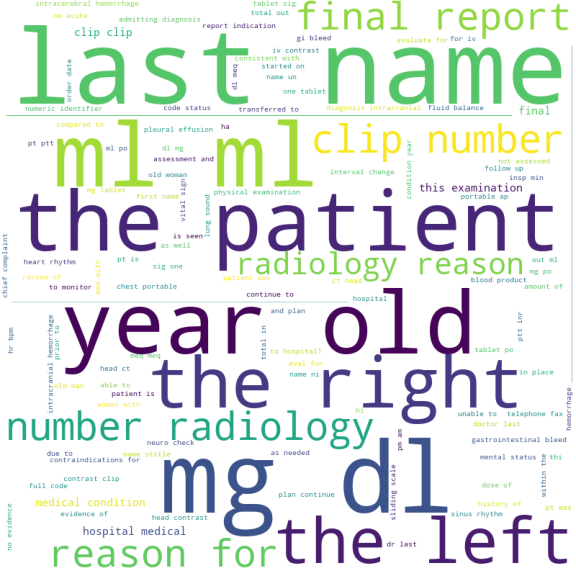 intracerebral hemorrhage
tablet sig
no acute
admitting diagnosis
total out
final report
report indication
clip clip
gi bleed
evaluate for
for iv
iv contrast
consistent with
started on
name un
one tablet
order date
dl meq
last name
numeric identifier
code status
transferred to
diagnosis intracranial
fluid balance
final
compared to
pleural effusion
ha
ml ml
clip number
pt ptt
ml po
dl mg
assessment and
old woman
interval change
not assessed
follow up
insp min
condition year
mg tablet
first name
vital sign
physical examination
this examination
portable ap
lung sound
the patient
is seen
as well
heart rhythm
pt is
sig one
review of
man with
to monitor
chest portable
patient was
ct head
radiology reason
out ml
mg po
blood product
amount of
chief complaint
continue to
hospital
year old
and plan
hr bpm
intracranial hemorrhage
prior to
meq meq
head ct
total in
to hospital1
eval for
name ni
ptt inr
tablet po
in place
the right
old man
able to
patient is
woman with
hi
unable to
telephone fax
doctor last
hemorrhage
number radiology
neuro check
pm am
gastrointestinal bleed
due to
name stitle
as needed
contraindications for
mental status
thi
within the
contrast clip
full code
mg dl
plan continue
sliding scale
dose of
medical condition
history of
pt was
evidence of
head contrast
sinus rhythm
no evidence
hospital medical
the left
reason for
dr last